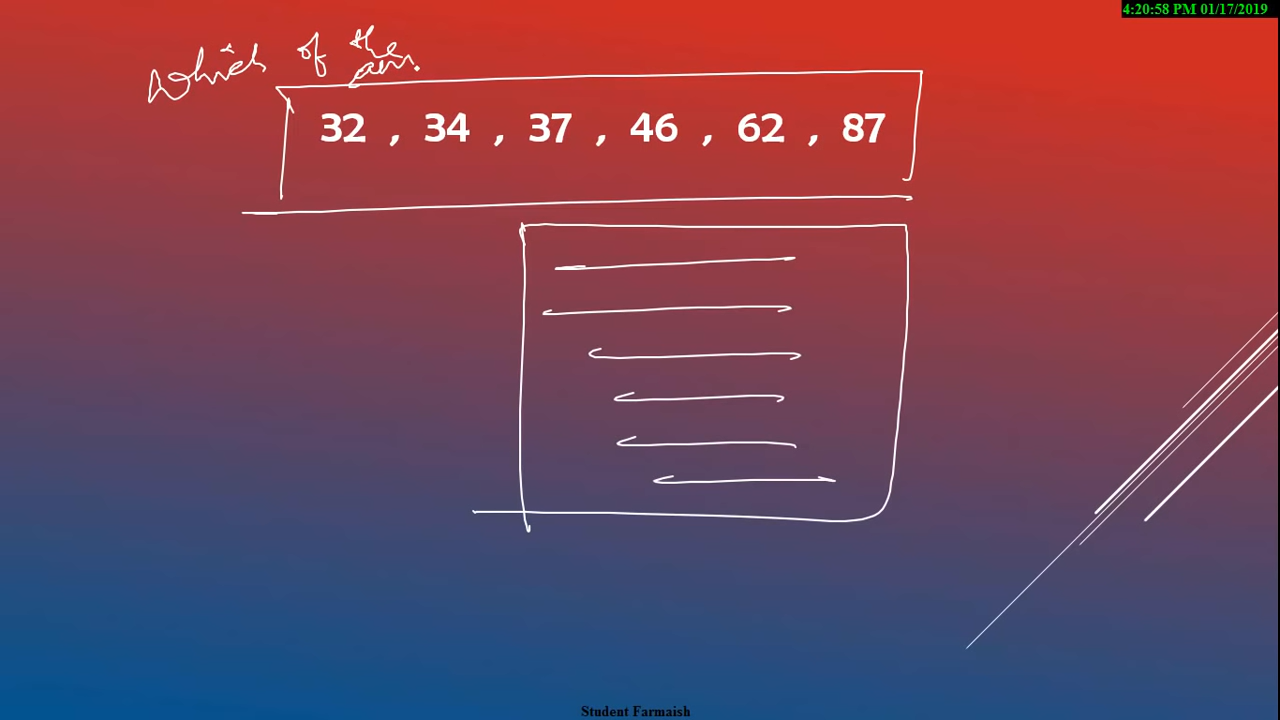 4:20:58 PM 01/17/2019
which of the
32 , 34 , 37 , 46 , 62 , 87
Student Farmaish